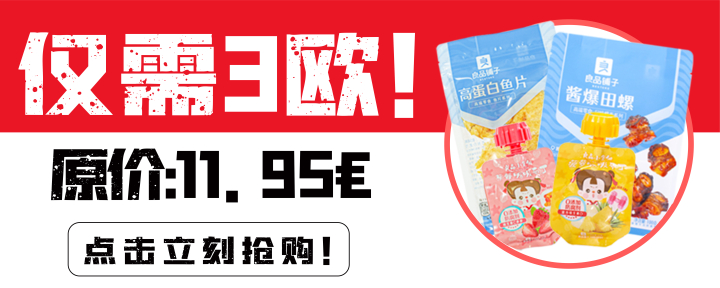 仅需3欧！
原价:11. 95€
点击立刻抢购！
良品铺子
高蛋白鱼片
良品铺子
酱爆田螺